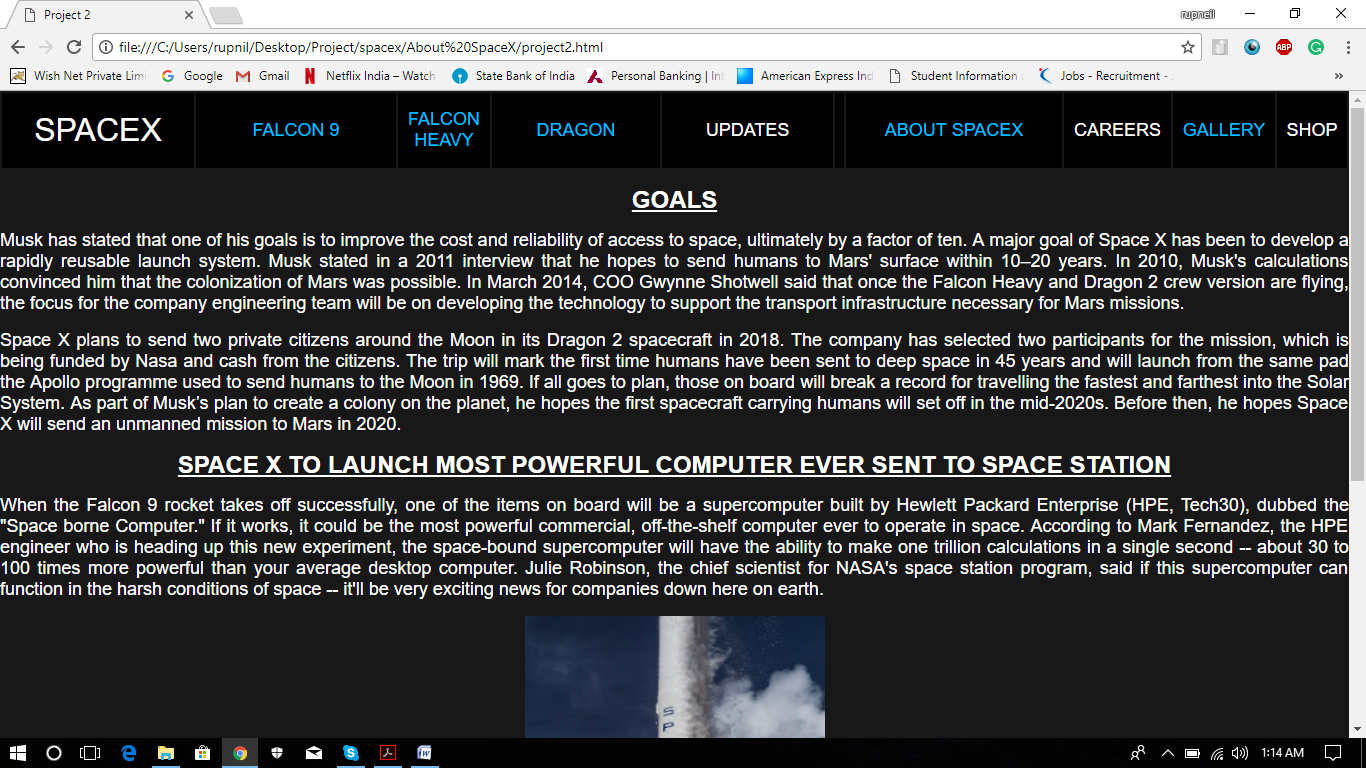 Project 2
rupneil
file:///C:/Users/rupnil/Desktop/Project/spacex/About%20SpaceX/project2.html
Wish Net Private Limi
Google
Gmail
Netflix India – Watch
State Bank of India
Personal Banking | Int
American Express Ind
Student Information a
Jobs - Recruitment -
»
SPACEX
FALCON 9
FALCON
HEAVY
DRAGON
UPDATES
ABOUT SPACEX
CAREERS
GALLERY
SHOP
GOALS
Musk has stated that one of his goals is to improve the cost and reliability of access to space, ultimately by a factor of ten. A major goal of Space X has been to develop a
rapidly reusable launch system. Musk stated in a 2011 interview that he hopes to send humans to Mars' surface within 10–20 years. In 2010, Musk's calculations
convinced him that the colonization of Mars was possible. In March 2014, COO Gwynne Shotwell said that once the Falcon Heavy and Dragon 2 crew version are flying,
the focus for the company engineering team will be on developing the technology to support the transport infrastructure necessary for Mars missions.
Space X plans to send two private citizens around the Moon in its Dragon 2 spacecraft in 2018. The company has selected two participants for the mission, which is
being funded by Nasa and cash from the citizens. The trip will mark the first time humans have been sent to deep space in 45 years and will launch from the same pad
the Apollo programme used to send humans to the Moon in 1969. If all goes to plan, those on board will break a record for travelling the fastest and farthest into the Solar
System. As part of Musk’s plan to create a colony on the planet, he hopes the first spacecraft carrying humans will set off in the mid-2020s. Before then, he hopes Space
X will send an unmanned mission to Mars in 2020.
SPACE X TO LAUNCH MOST POWERFUL COMPUTER EVER SENT TO SPACE STATION
When the Falcon 9 rocket takes off successfully, one of the items on board will be a supercomputer built by Hewlett Packard Enterprise (HPE, Tech30), dubbed the
"Space borne Computer." If it works, it could be the most powerful commercial, off-the-shelf computer ever to operate in space. According to Mark Fernandez, the HPE
engineer who is heading up this new experiment, the space-bound supercomputer will have the ability to make one trillion calculations in a single second -- about 30 to
100 times more powerful than your average desktop computer. Julie Robinson, the chief scientist for NASA's space station program, said if this supercomputer can
function in the harsh conditions of space -- it'll be very exciting news for companies down here on earth.
S
P
1:14 AM